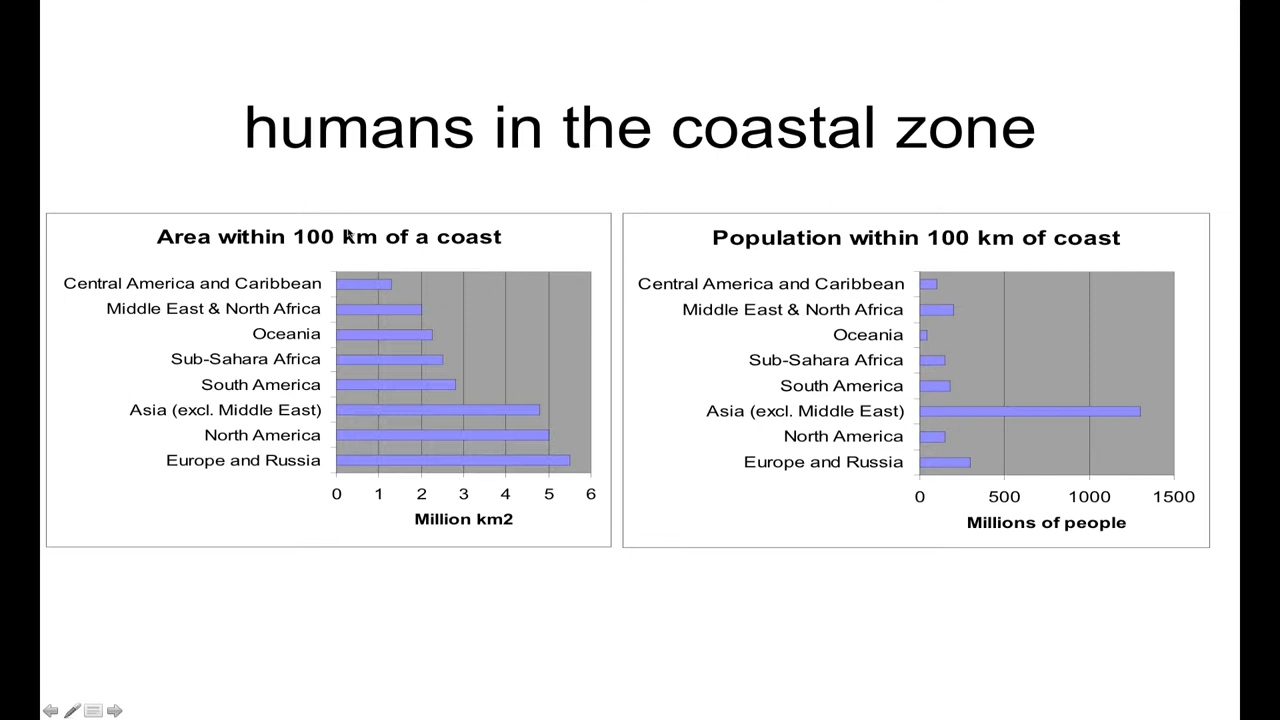 humans in the coastal zone
Area within 100 km of a coast
Central America and Caribbean
Middle East & North Africa
Oceania
Sub-Sahara Africa
South America
Asia (excl. Middle East)
North America
Europe and Russia
0 1 2 3 4 5 6
Million km2
Population within 100 km of coast
Central America and Caribbean
Middle East & North Africa
Oceania
Sub-Sahara Africa
South America
Asia (excl. Middle East)
North America
Europe and Russia
0 500 1000 1500
Millions of people